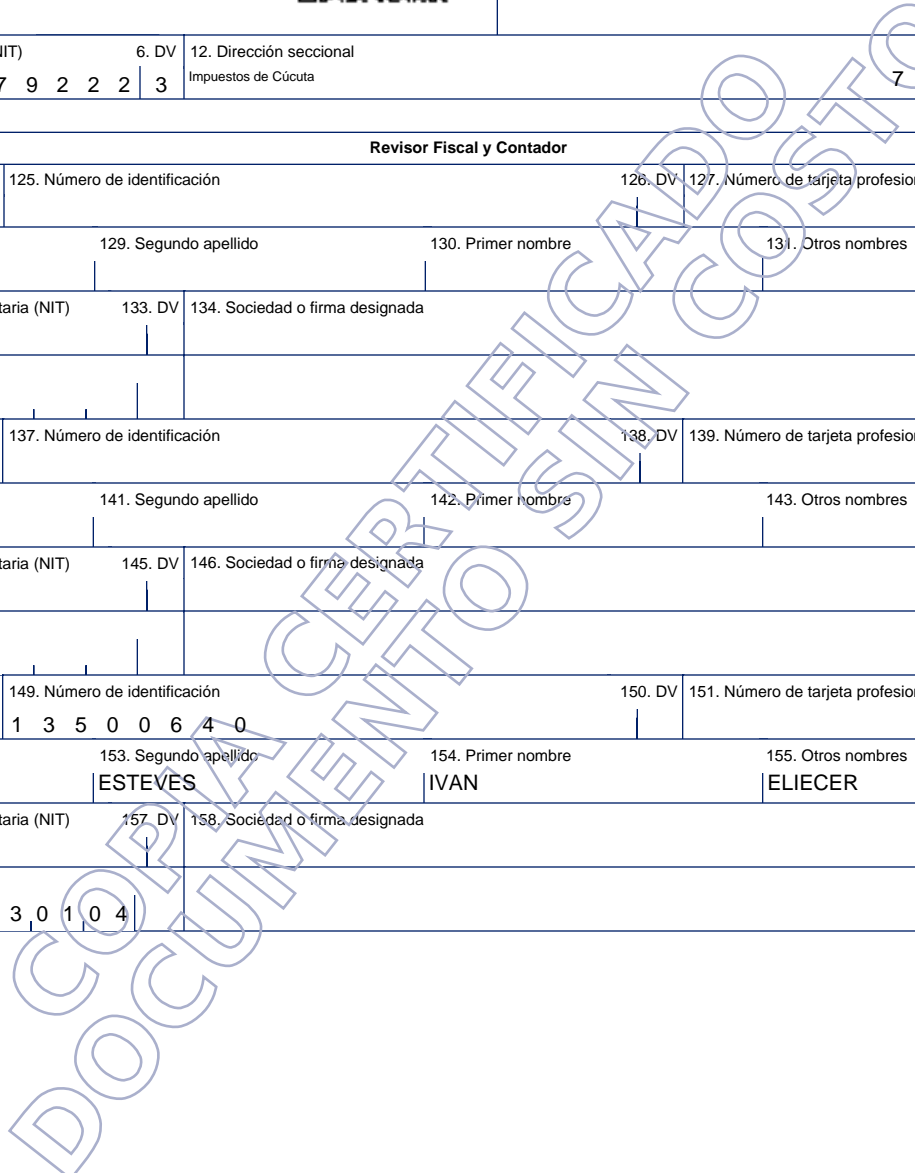 NIT) 6. DV 12. Dirección seccional
7 9 2 2 2 3 Impuestos de Cúcuta 7
Revisor Fiscal y Contador
125. Número de identificación 126. DV 127. Número de tarjeta profesion
129. Segundo apellido 130. Primer nombre 131. Otros nombres
taria (NIT) 133. DV 134. Sociedad o firma designada
137. Número de identificación 138. DV 139. Número de tarjeta profesion
141. Segundo apellido 142. Primer nombre 143. Otros nombres
taria (NIT) 145. DV 146. Sociedad o firma designada
149. Número de identificación 150. DV 151. Número de tarjeta profesion
1 3 5 0 0 6 4 0
153. Segundo apellido 154. Primer nombre 155. Otros nombres
ESTEVES IVAN ELIECER
taria (NIT) 157. DV 158. Sociedad o firma designada
3 0 1 0 4
COPIA CERTIFICADO
DOCUMENTO SIN COSTO